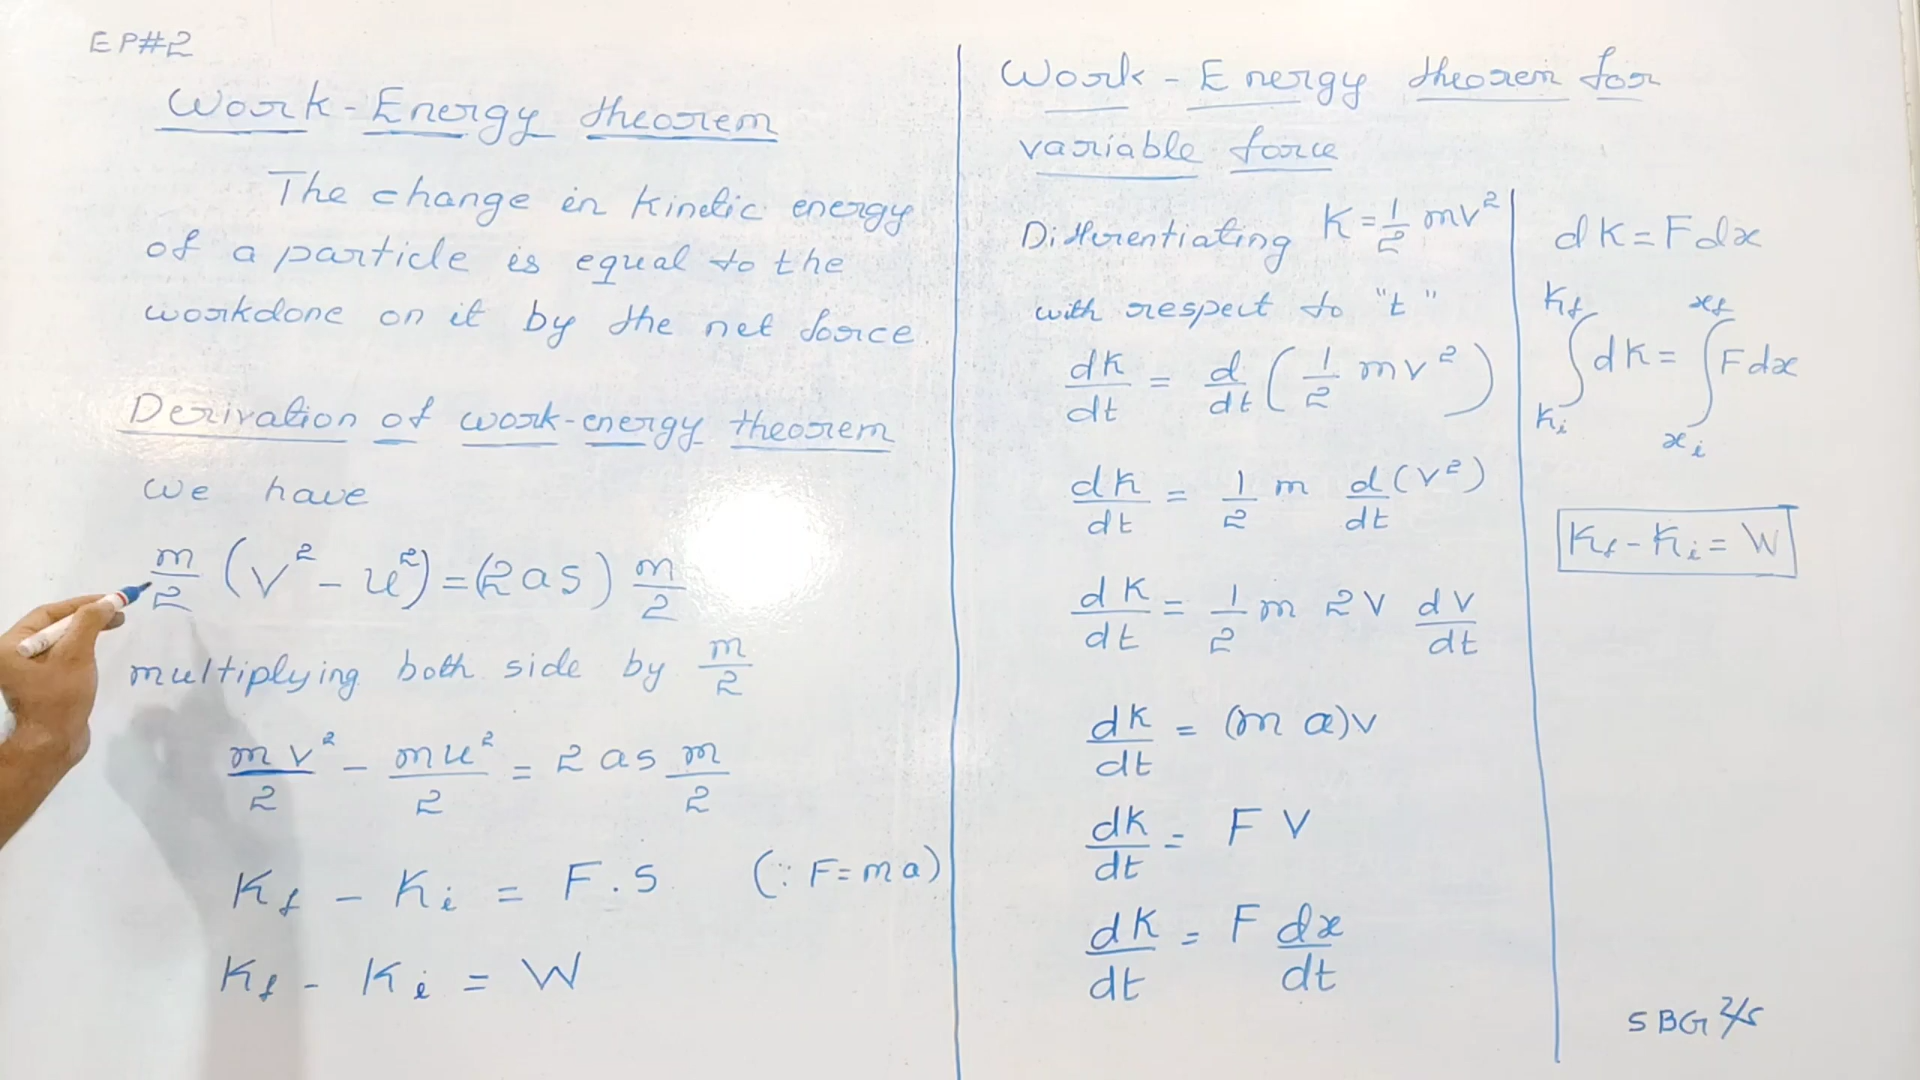 EP#2
Work-Energy theorem
The change in kinetic energy
of a particle is equal to the
workdone on it by the net force.
Derivation of work-energy theorem
We have
m/2 (v² - u²) = (2as) m/2
multiplying both side by m/2
mv²/2 - mu²/2 = 2as m/2
Kf - Ki = F.S (∵ F=ma)
Kf - Ki = W
Work-Energy theorem for
variable force
Differentiating K = 1/2 mv²
with respect to "t"
dK/dt = d/dt (1/2 mv²)
dK/dt = 1/2 m d(v²)/dt
dK/dt = 1/2 m 2v dv/dt
dK/dt = (m a)v
dK/dt = F V
dK/dt = F dx/dt
dK = Fdx
∫_{Ki}^{Kf} dK = ∫_{xi}^{xf} Fdx
Kf - Ki = W